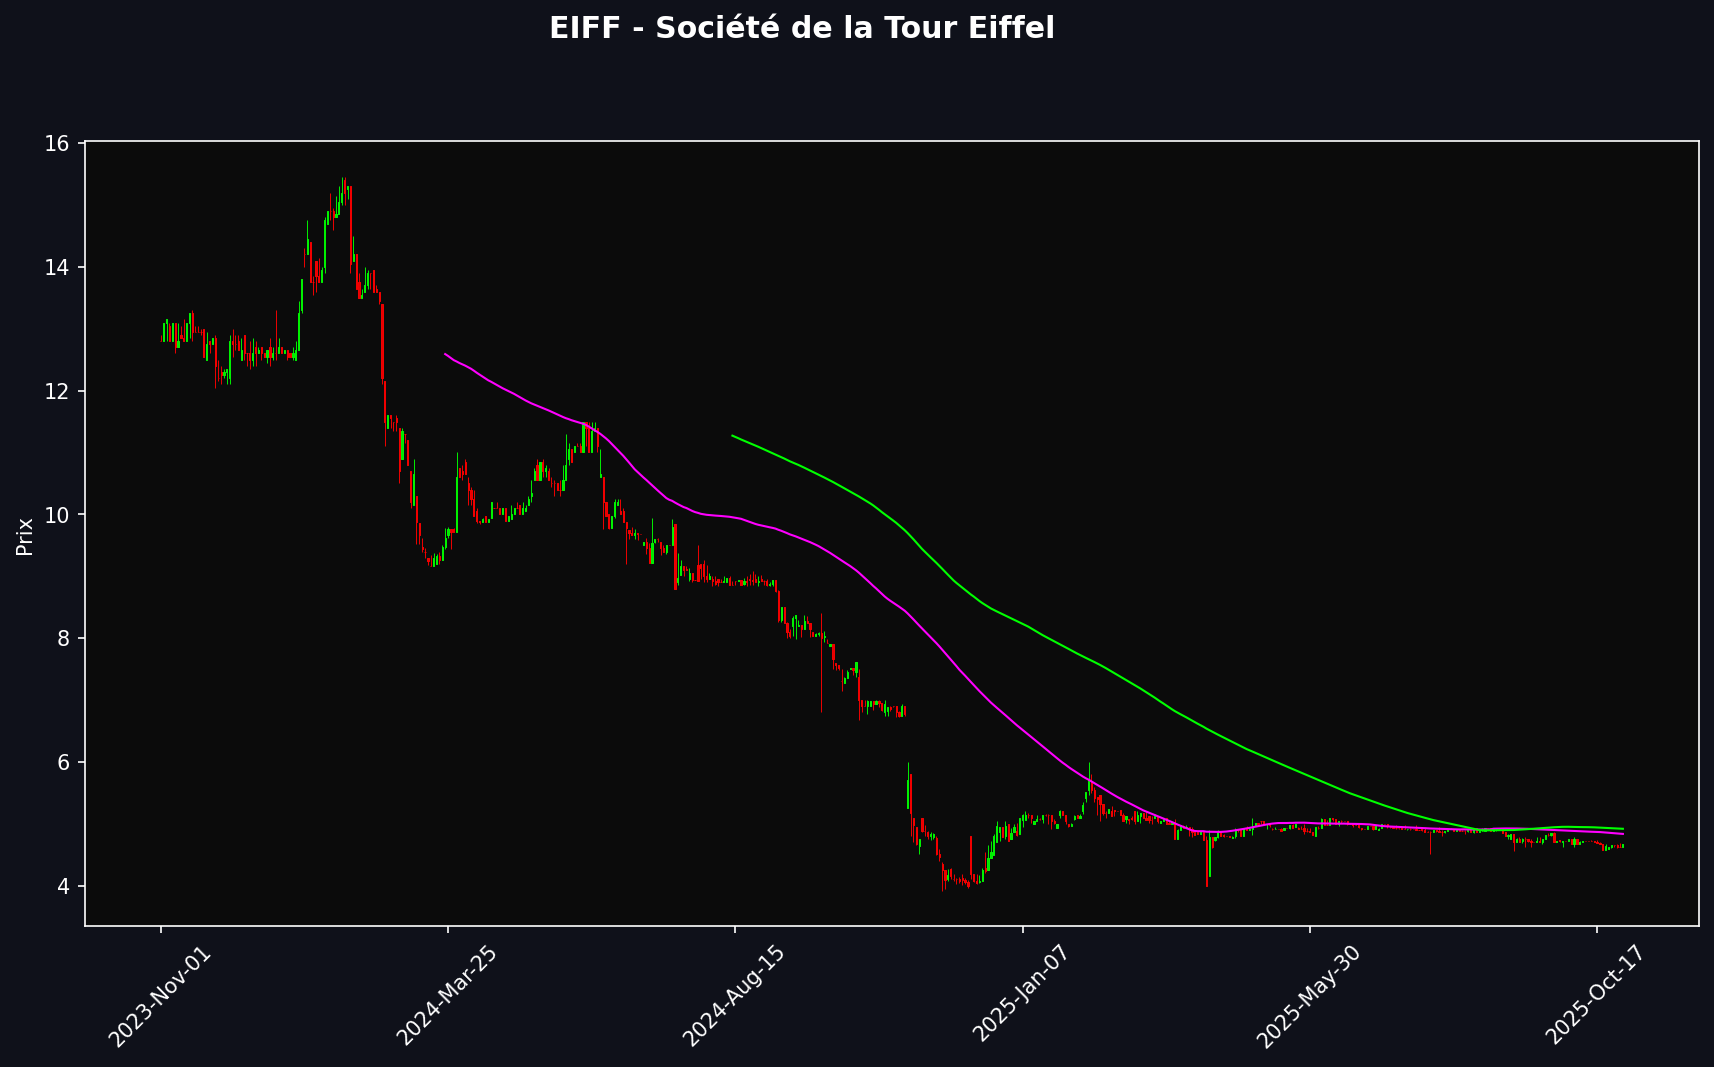 EIFF - Société de la Tour Eiffel
16
14
12
10
8
6
4
Prix
2023-Nov-01
2024-Mar-25
2024-Aug-15
2025-Jan-07
2025-May-30
2025-Oct-17